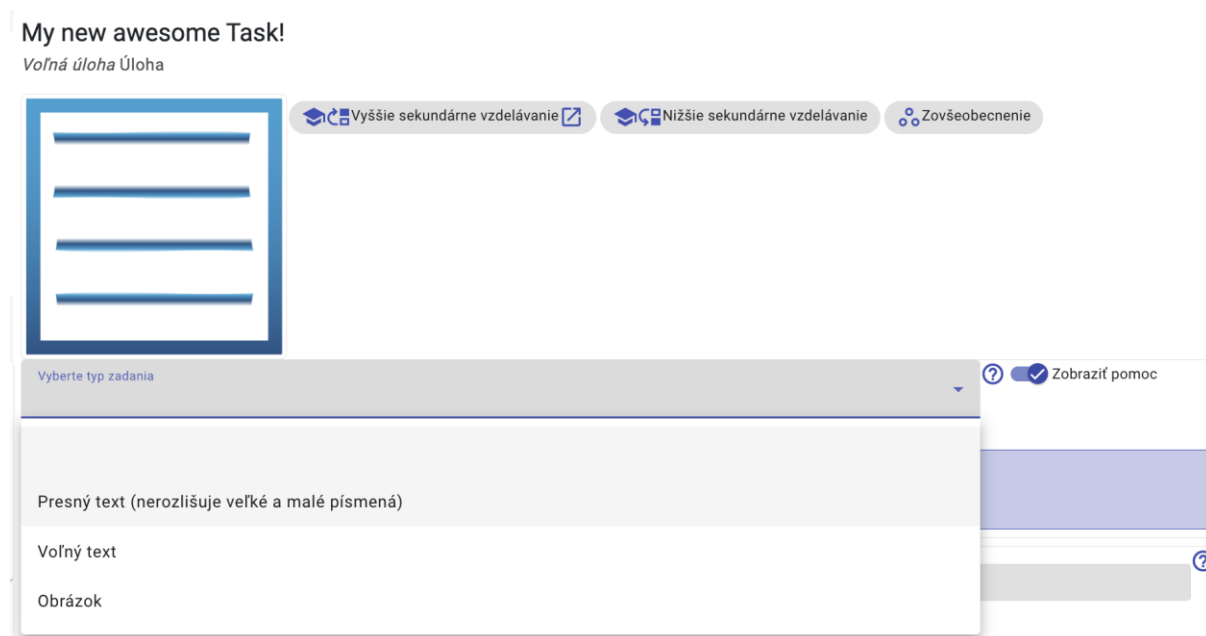 My new awesome Task!
Voľná úloha Úloha
Vyššie sekundárne vzdelávanie
Nižšie sekundárne vzdelávanie
Zovšeobecnenie
Vyberte typ zadania
Zobraziť pomoc
Presný text (nerozlišuje veľké a malé písmená)
Voľný text
Obrázok